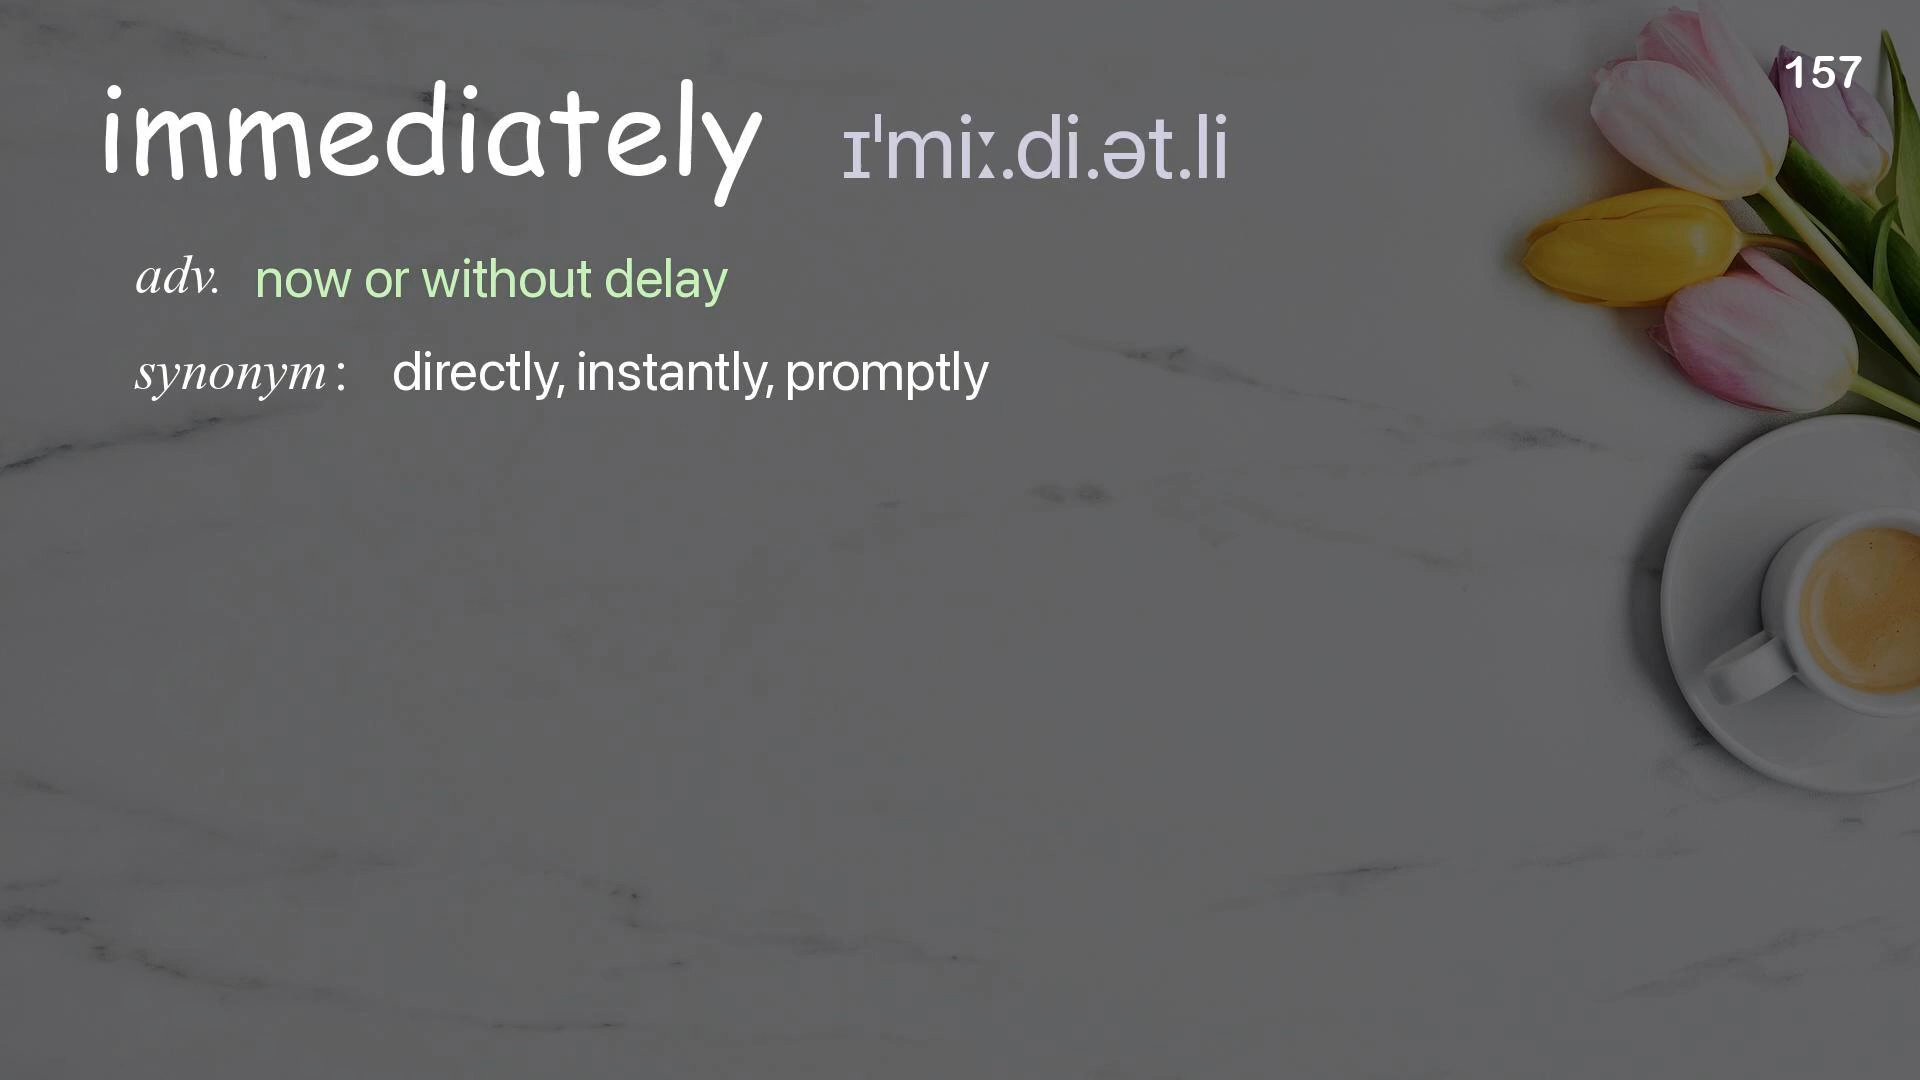 157
immediately ɪˈmiː.di.ət.li
adv. now or without delay
synonym: directly, instantly, promptly